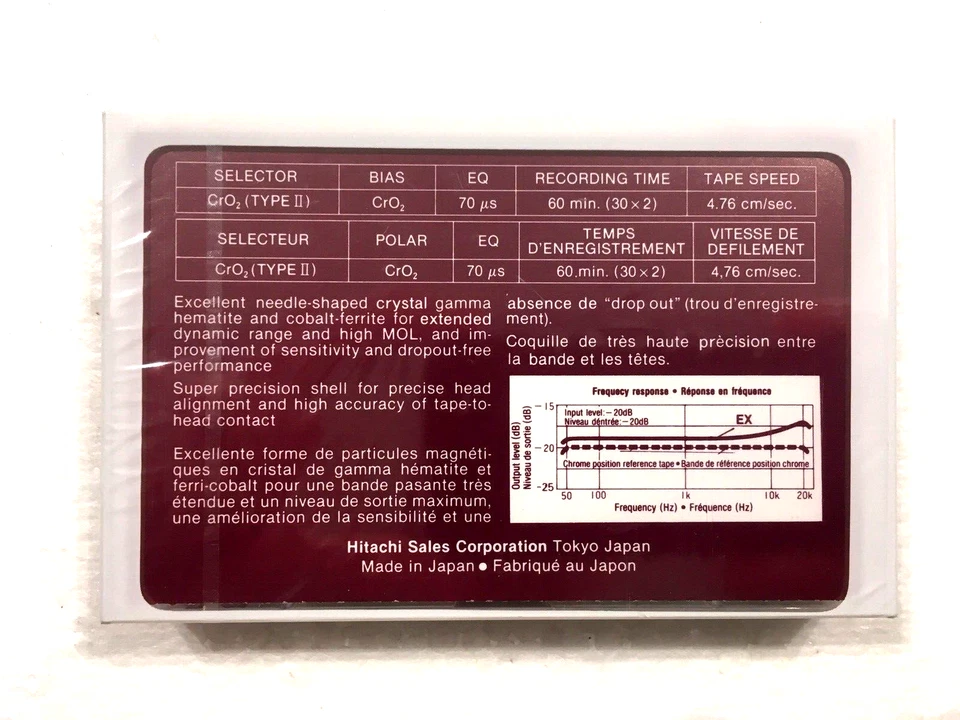 SELECTOR BIAS EQ RECORDING TIME TAPE SPEED
CrO₂ (TYPE II) CrO₂ 70 μs 60 min. (30×2) 4.76 cm/sec.
SELECTEUR POLAR EQ TEMPS D'ENREGISTREMENT VITESSE DE DEFILEMENT
CrO₂ (TYPE II) CrO₂ 70 μs 60.min. (30×2) 4,76 cm/sec.
Excellent needle-shaped crystal gamma
hematite and cobalt-ferrite for extended
dynamic range and high MOL, and im-
provement of sensitivity and dropout-free
performance
Super precision shell for precise head
alignment and high accuracy of tape-to-
head contact
Excellente forme de particules magnéti-
ques en cristal de gamma hématite et
ferri-cobalt pour une bande pasante très
étendue et un niveau de sortie maximum,
une amélioration de la sensibilité et une
absence de "drop out" (trou d'enregistre-
ment).
Coquille de très haute prècision entre
la bande et les têtes.
Frequecy response • Réponse en fréquence
Output level (dB)
Niveau de sortie (dB)
-15
-20
-25
Input level:-20dB
Niveau déntrée:-20dB
EX
Chrome position reference tape • Bande de référence position chrome
50 100 1k 10k 20k
Frequency (Hz) • Fréquence (Hz)
Hitachi Sales Corporation Tokyo Japan
Made in Japan ● Fabriqué au Japon